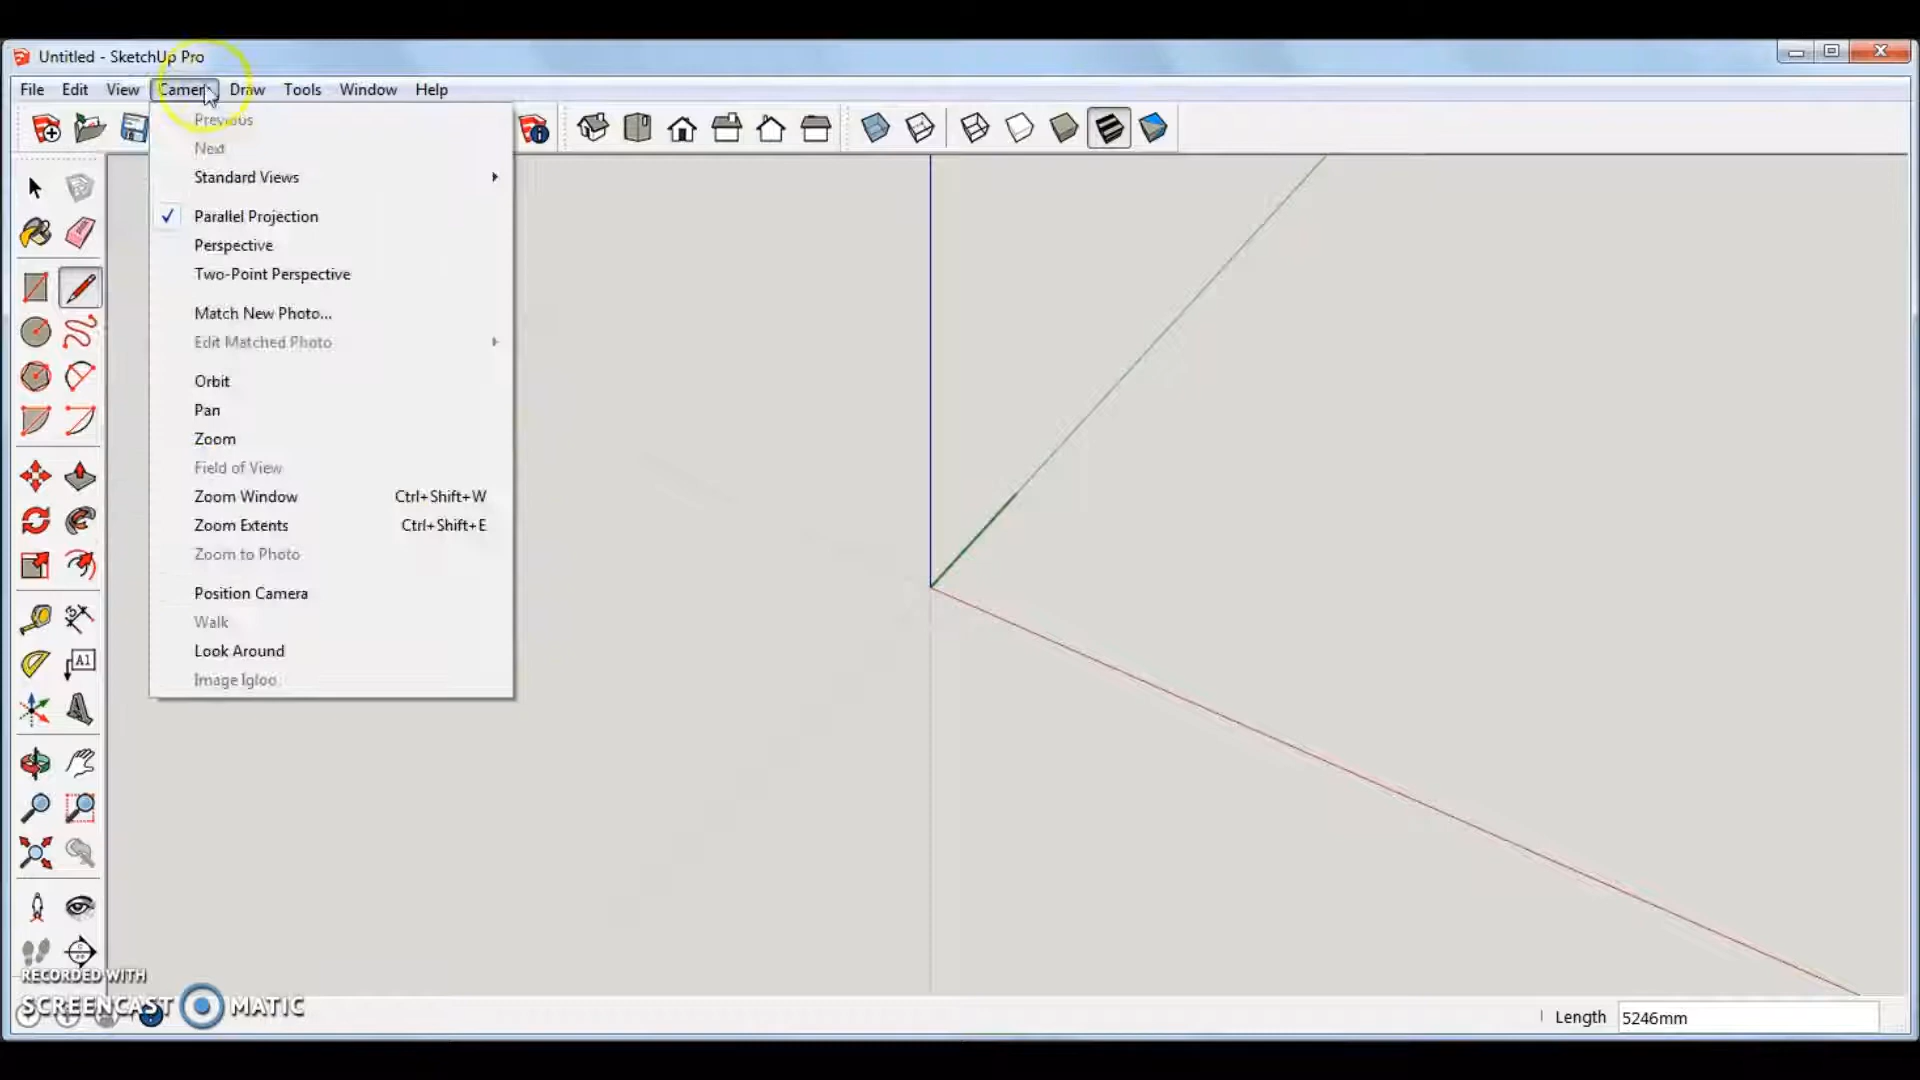 Untitled - SketchUp Pro
File Edit View Camera Draw Tools Window Help
Previous
Next
Standard Views
Parallel Projection
Perspective
Two-Point Perspective
Match New Photo...
Edit Matched Photo
Orbit
Pan
Zoom
Field of View
Zoom Window Ctrl+Shift+W
Zoom Extents Ctrl+Shift+E
Zoom to Photo
Position Camera
Walk
Look Around
Image Igloo
A1
RECORDED WITH
SCREENCAST MATIC
Length 5246mm